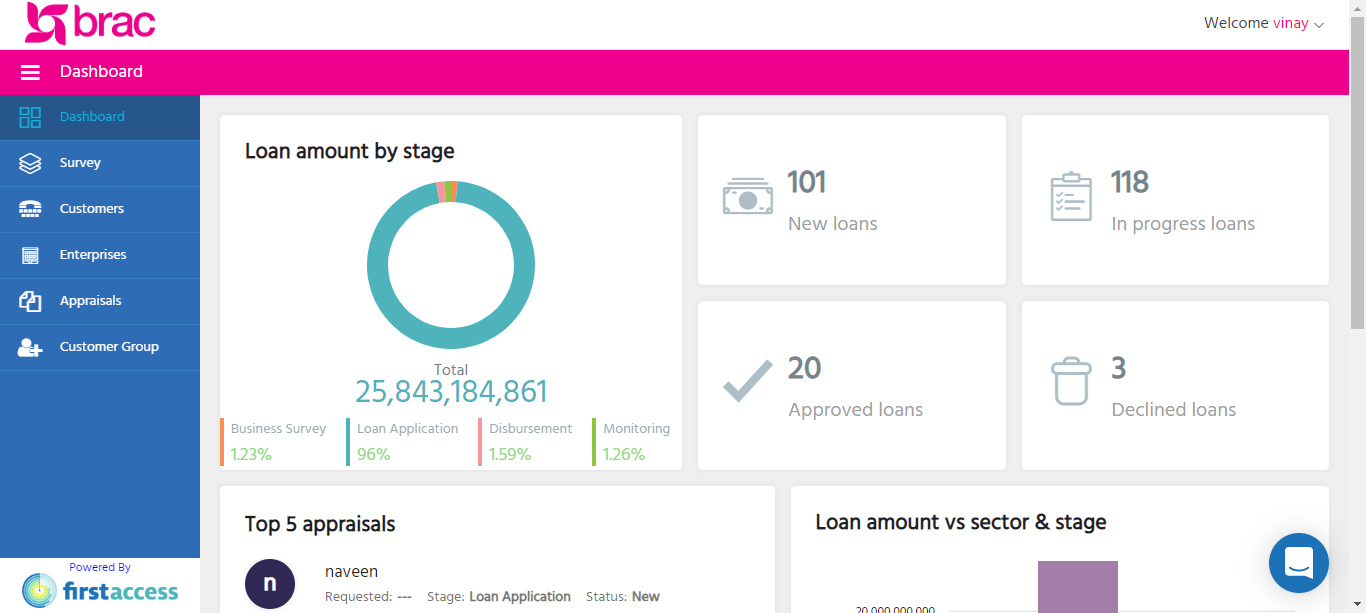 brac
Welcome vinay
Dashboard
Dashboard
Survey
Customers
Enterprises
Appraisals
Customer Group
Powered By
firstaccess
Loan amount by stage
Total
25,843,184,861
Business Survey
1.23%
Loan Application
96%
Disbursement
1.59%
Monitoring
1.26%
101
New loans
118
In progress loans
20
Approved loans
3
Declined loans
Top 5 appraisals
n
naveen
Requested: --- Stage: Loan Application Status: New
Loan amount vs sector & stage
20,000,000,000